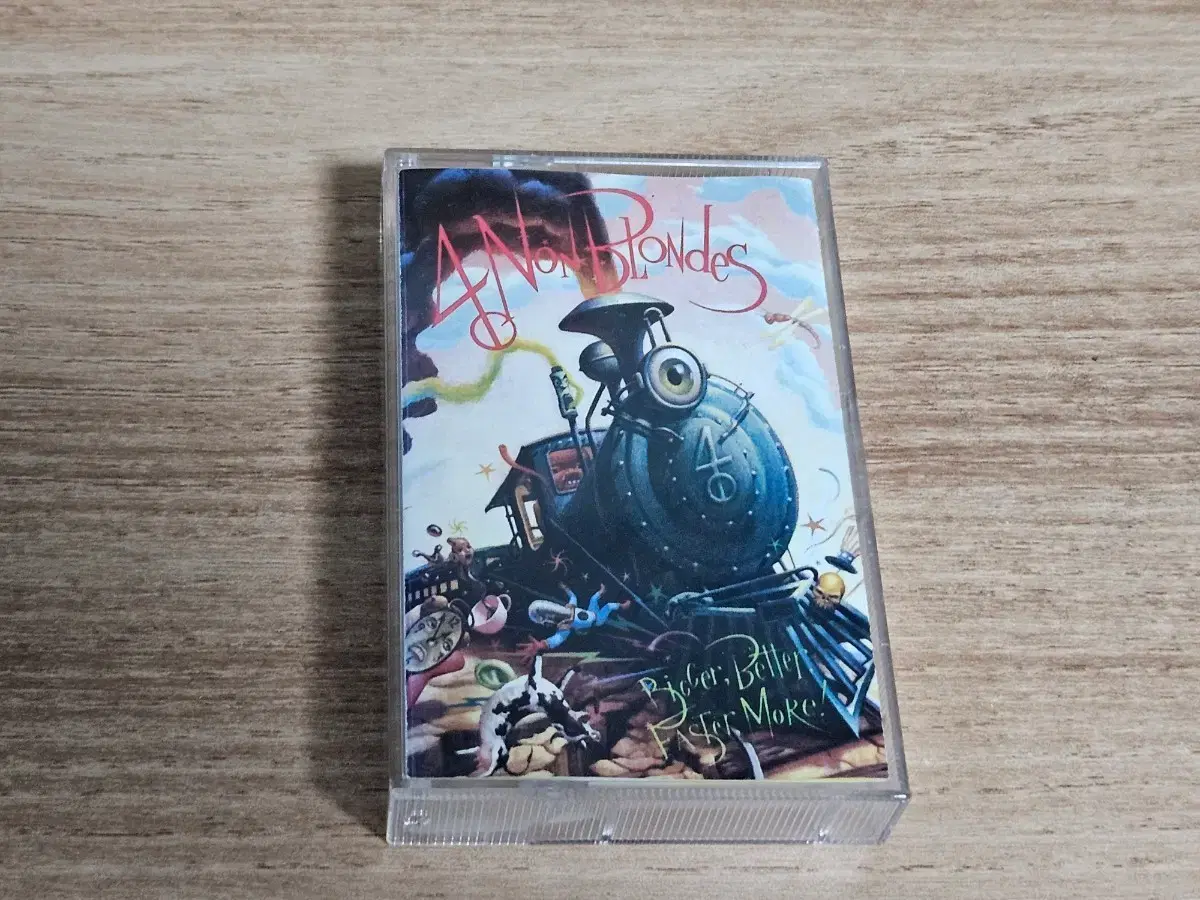 4 Non Blondes
Bigger, Better
Faster, More!